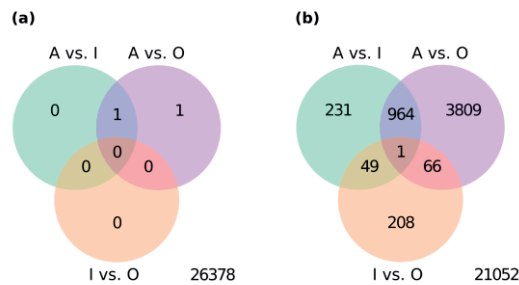 (a)
A vs. I A vs. O
0 1 1
0
0 0
0
I vs. O 26378
(b)
A vs. I A vs. O
231 964 3809
1
49 66
208
I vs. O 21052